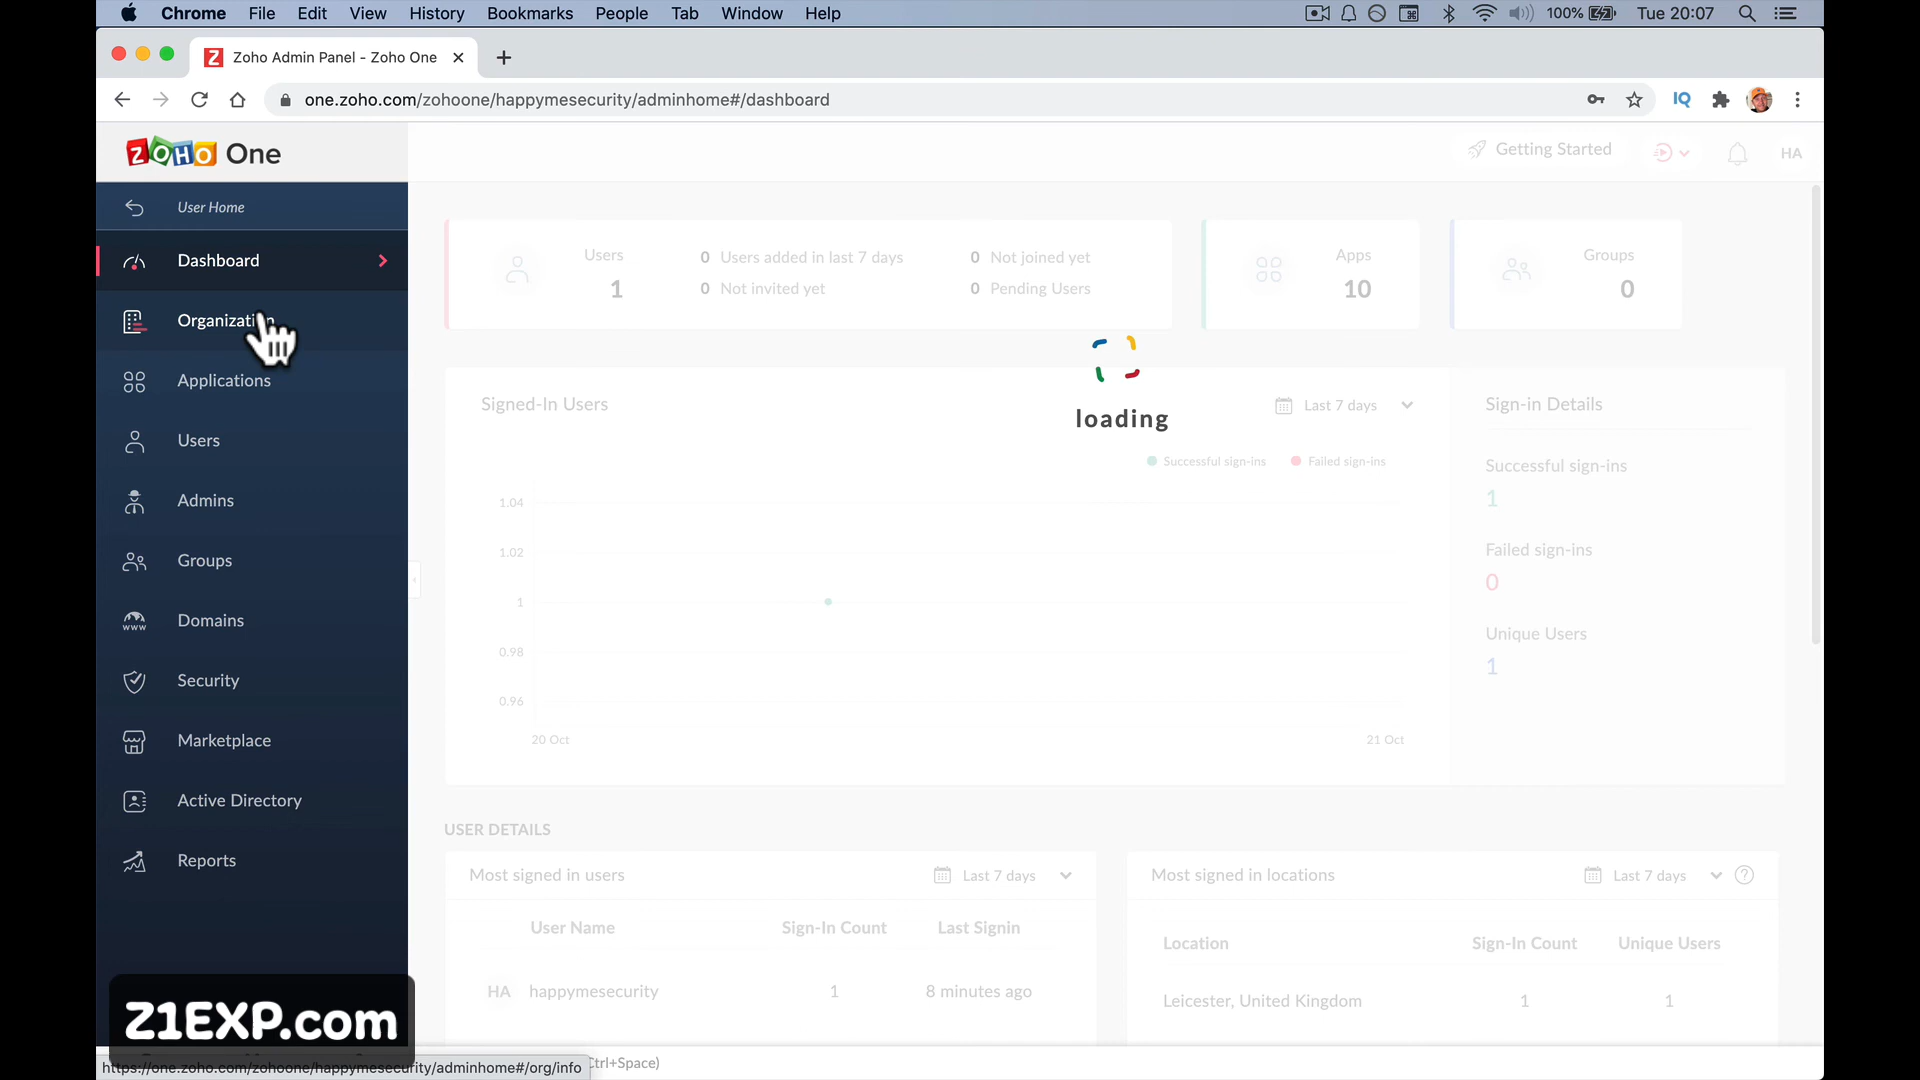 Chrome File Edit View History Bookmarks People Tab Window Help 100% Tue 20:07
Zoho Admin Panel - Zoho One
one.zoho.com/zohoone/happymesecurity/adminhome#/dashboard IQ
ZOHO One
Getting Started HA
User Home
Dashboard
Organization
Applications
Users
Admins
Groups
Domains
Security
Marketplace
Active Directory
Reports
Users 0 Users added in last 7 days 0 Not joined yet Apps Groups
1 0 Not invited yet 0 Pending Users 10 0
loading
Signed-In Users Last 7 days
Successful sign-ins Failed sign-ins
1.04
1.02
1
0.98
0.96
20 Oct 21 Oct
Sign-in Details
Successful sign-ins
1
Failed sign-ins
0
Unique Users
1
USER DETAILS
Most signed in users Last 7 days
User Name Sign-In Count Last Signin
HA happymesecurity 1 8 minutes ago
Most signed in locations Last 7 days ?
Location Sign-In Count Unique Users
Leicester, United Kingdom 1 1
Z1EXP.com
https://one.zoho.com/zohoone/happymesecurity/adminhome#/org/info Ctrl+Space)